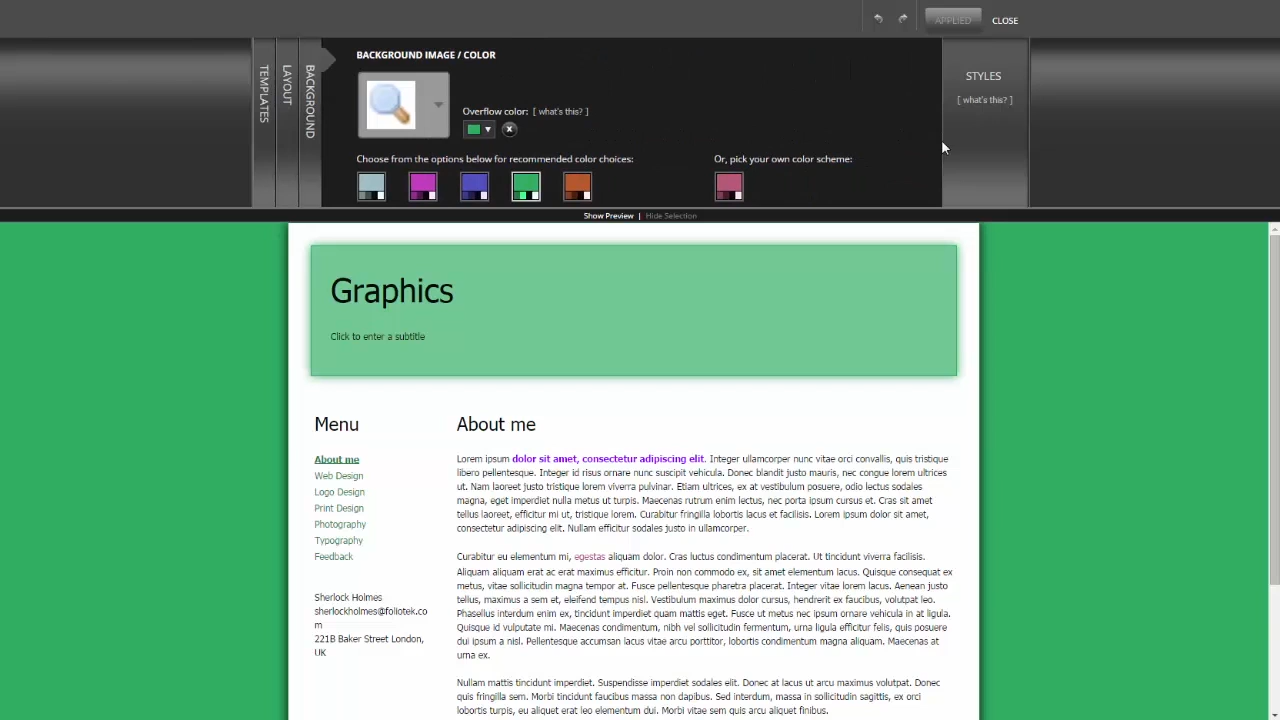 APPLIED
CLOSE
TEMPLATES
LAYOUT
BACKGROUND
BACKGROUND IMAGE / COLOR
Overflow color: [ what's this? ]
Choose from the options below for recommended color choices:
Or, pick your own color scheme:
STYLES
[ what's this? ]
Show Preview | Hide Selection
Graphics
Click to enter a subtitle
Menu
About me
Web Design
Logo Design
Print Design
Photography
Typography
Feedback
Sherlock Holmes
sherlockholmes@foliotek.co
m
221B Baker Street London,
UK
About me
Lorem ipsum dolor sit amet, consectetur adipiscing elit. Integer ullamcorper nunc vitae orci convallis, quis tristique
libero pellentesque. Integer id risus ornare nunc suscipit vehicula. Donec blandit justo mauris, nec congue lorem ultrices
ut. Nam laoreet justo tristique lorem viverra pulvinar. Etiam ultrices, ex at vestibulum posuere, odio lectus sodales
magna, eget imperdiet nulla metus ut turpis. Maecenas rutrum enim lectus, nec porta ipsum cursus et. Cras sit amet
tellus laoreet, efficitur mi ut, tristique lorem. Curabitur fringilla lobortis lacus et facilisis. Lorem ipsum dolor sit amet,
consectetur adipiscing elit. Nullam efficitur sodales justo in ullamcorper.
Curabitur eu elementum mi, egestas aliquam dolor. Cras luctus condimentum placerat. Ut tincidunt viverra facilisis.
Aliquam aliquam erat ac erat maximus efficitur. Proin non commodo ex, sit amet elementum lacus. Quisque consequat ex
metus, vitae sollicitudin magna tempor at. Fusce pellentesque pharetra placerat. Integer vitae lorem lacus. Aenean justo
tellus, maximus a sem et, eleifend tempus nisl. Vestibulum maximus dolor cursus, hendrerit ex faucibus, volutpat leo.
Phasellus interdum enim ex, tincidunt imperdiet quam mattis eget. Fusce ut metus nec ipsum ornare vehicula in at ligula.
Quisque id vulputate mi. Maecenas condimentum, nibh vel sollicitudin fermentum, urna ligula efficitur felis, quis posuere
dui ipsum a nisl. Pellentesque accumsan lacus vitae arcu porttitor, lobortis condimentum magna aliquam. Maecenas at
urna ex.
Nullam mattis tincidunt imperdiet. Suspendisse imperdiet sodales elit. Donec at lacus ut arcu maximus volutpat. Donec
quis fringilla sem. Morbi tincidunt faucibus massa non dapibus. Sed interdum, massa in sollicitudin sagittis, ex orci
lobortis turpis, eu aliquet erat leo elementum dui. Morbi vitae sem quis arcu aliquet finibus.